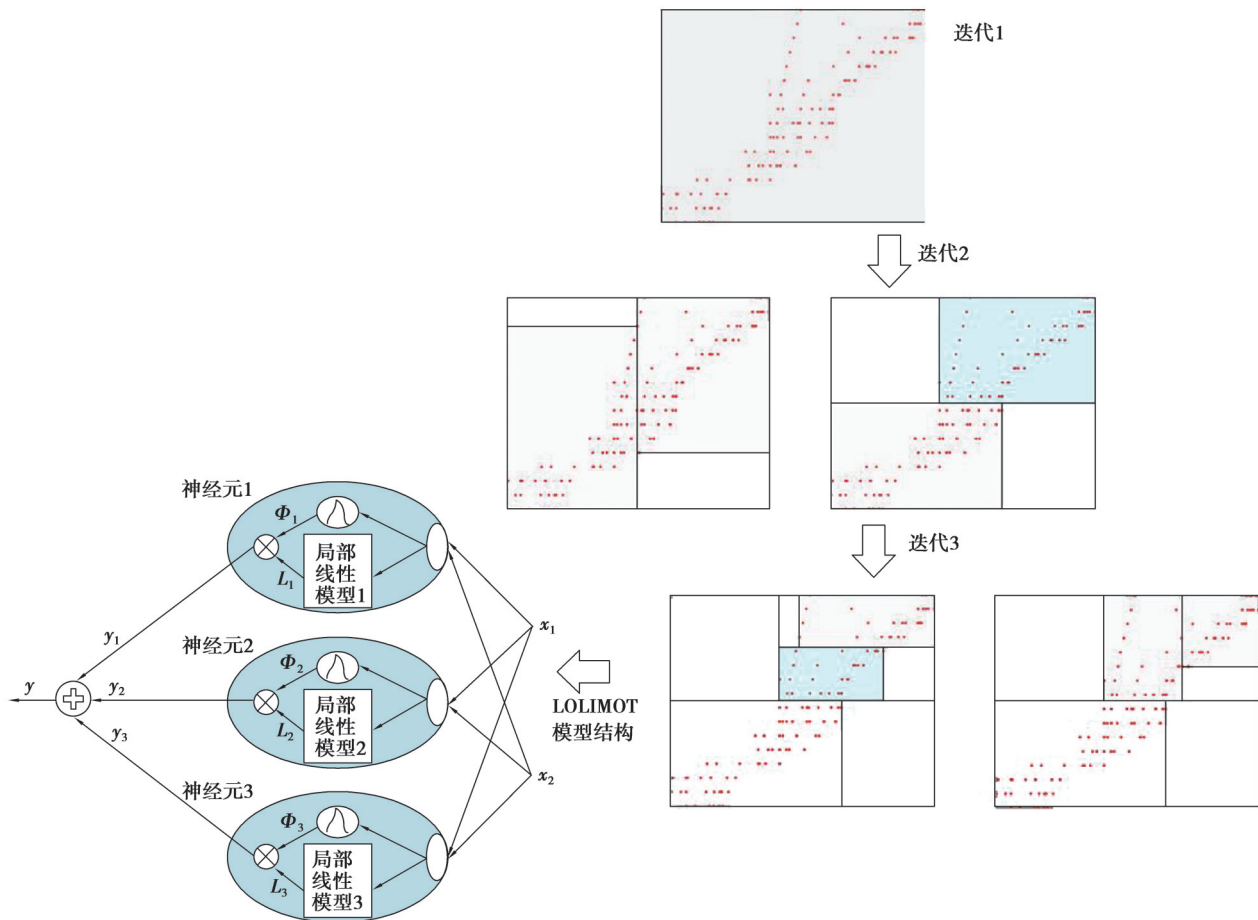 迭代1
迭代2
迭代3
LOLIMOT
模型结构
神经元1
Φ1
局部
线性
模型1
L1
神经元2
Φ2
局部
线性
模型2
L2
神经元3
Φ3
局部
线性
模型3
L3
x1
x2
y1
y2
y3
y